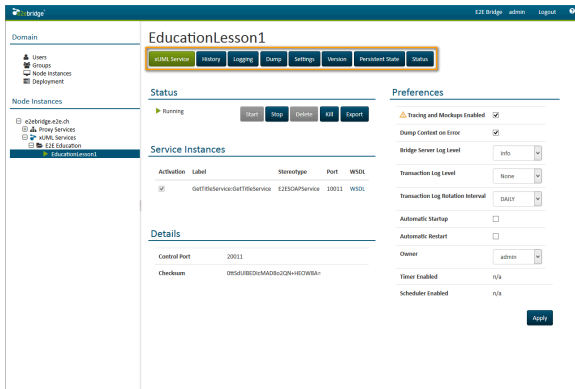 e2ebridge
E2E Bridge admin Logout
Domain
Users
Groups
Node Instances
Deployment
Node Instances
e2ebridge.e2e.ch
Proxy Services
xUML Services
E2E Education
EducationLesson1
EducationLesson1
xUML Service History Logging Dump Settings Version Persistent State Status
Status
Running Start Stop Delete Kill Export
Service Instances
Activation Label Stereotype Port WSDL
GetTitleService:GetTitleService E2ESOAPService 10011 WSDL
Details
Control Port 20011
Checksum
Preferences
Tracing and Mockups Enabled
Dump Context on Error
Bridge Server Log Level Info
Transaction Log Level None
Transaction Log Rotation Interval DAILY
Automatic Startup
Automatic Restart
Owner admin
Timer Enabled n/a
Scheduler Enabled n/a
Apply